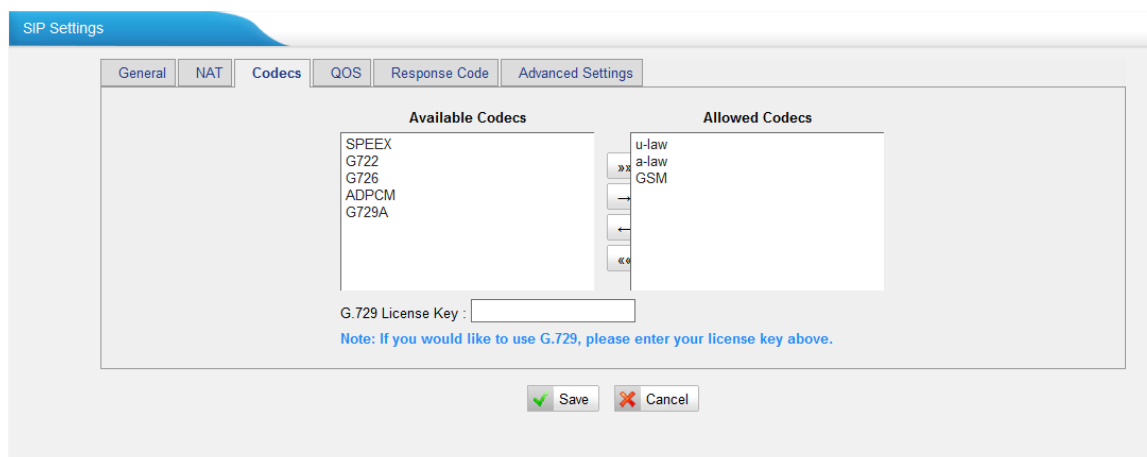 SIP Settings
General NAT Codecs QOS Response Code Advanced Settings
Available Codecs
SPEEX
G722
G726
ADPCM
G729A
»»
→
←
««
Allowed Codecs
u-law
a-law
GSM
G.729 License Key :
Note: If you would like to use G.729, please enter your license key above.
Save Cancel